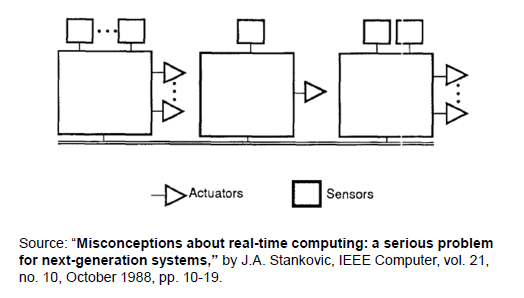 Actuators
Sensors
Source: “Misconceptions about real-time computing: a serious problem
for next-generation systems,” by J.A. Stankovic, IEEE Computer, vol. 21,
no. 10, October 1988, pp. 10-19.